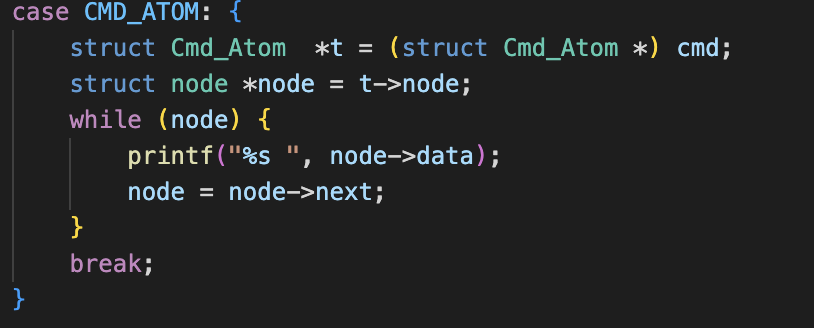 case CMD_ATOM: {
    struct Cmd_Atom  *t = (struct Cmd_Atom *) cmd;
    struct node *node = t->node;
    while (node) {
        printf("%s ", node->data);
        node = node->next;
    }
    break;
}